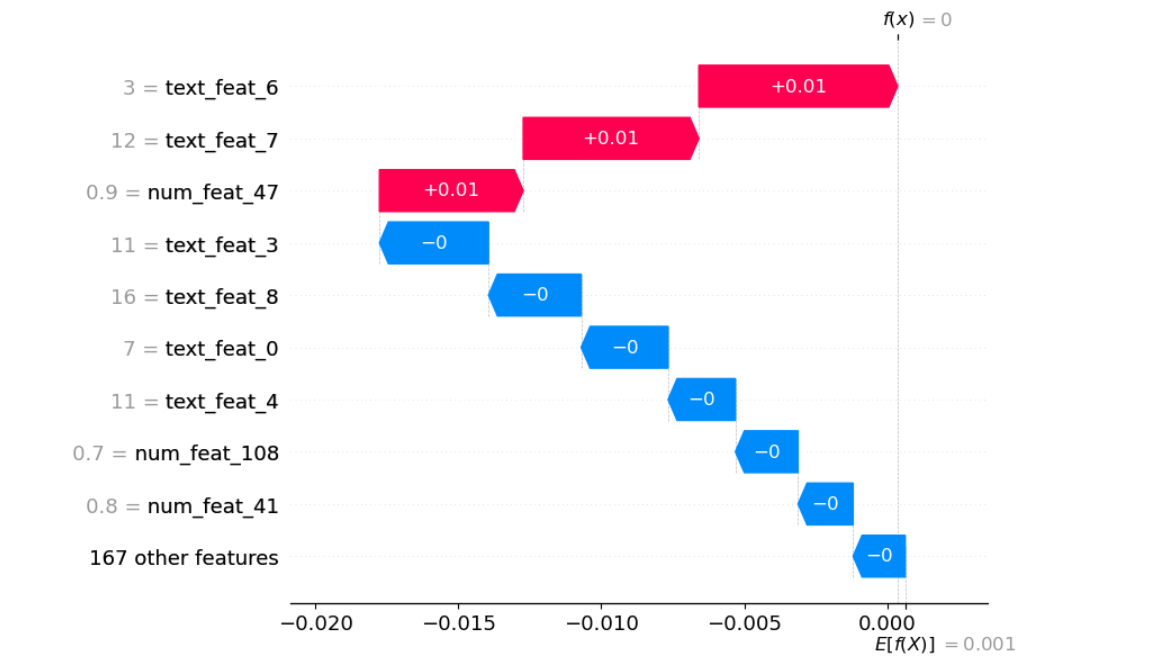 f(x) = 0
3 = text_feat_6
+0.01
12 = text_feat_7
+0.01
0.9 = num_feat_47
+0.01
11 = text_feat_3
−0
16 = text_feat_8
−0
7 = text_feat_0
−0
11 = text_feat_4
−0
0.7 = num_feat_108
−0
0.8 = num_feat_41
−0
167 other features
−0
−0.020 −0.015 −0.010 −0.005 0.000
E[f(X)] = 0.001